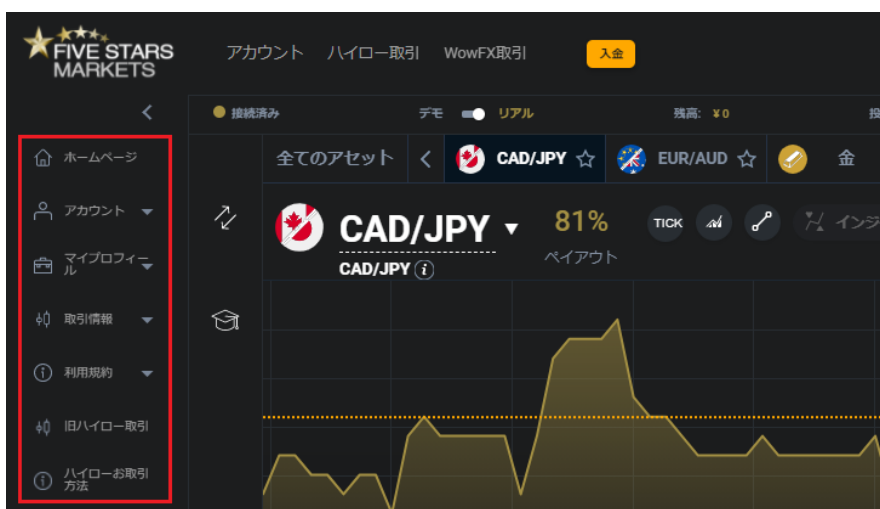 FIVE STARS
MARKETS
アカウント ハイロー取引 WowFX取引 入金
接続済み デモ リアル 残高: ¥0
ホームページ
アカウント
マイプロフィー
ル
取引情報
利用規約
旧ハイロー取引
ハイローお取引
方法
全てのアセット CAD/JPY EUR/AUD 金
CAD/JPY 81% TICK インジ
CAD/JPY ペイアウト